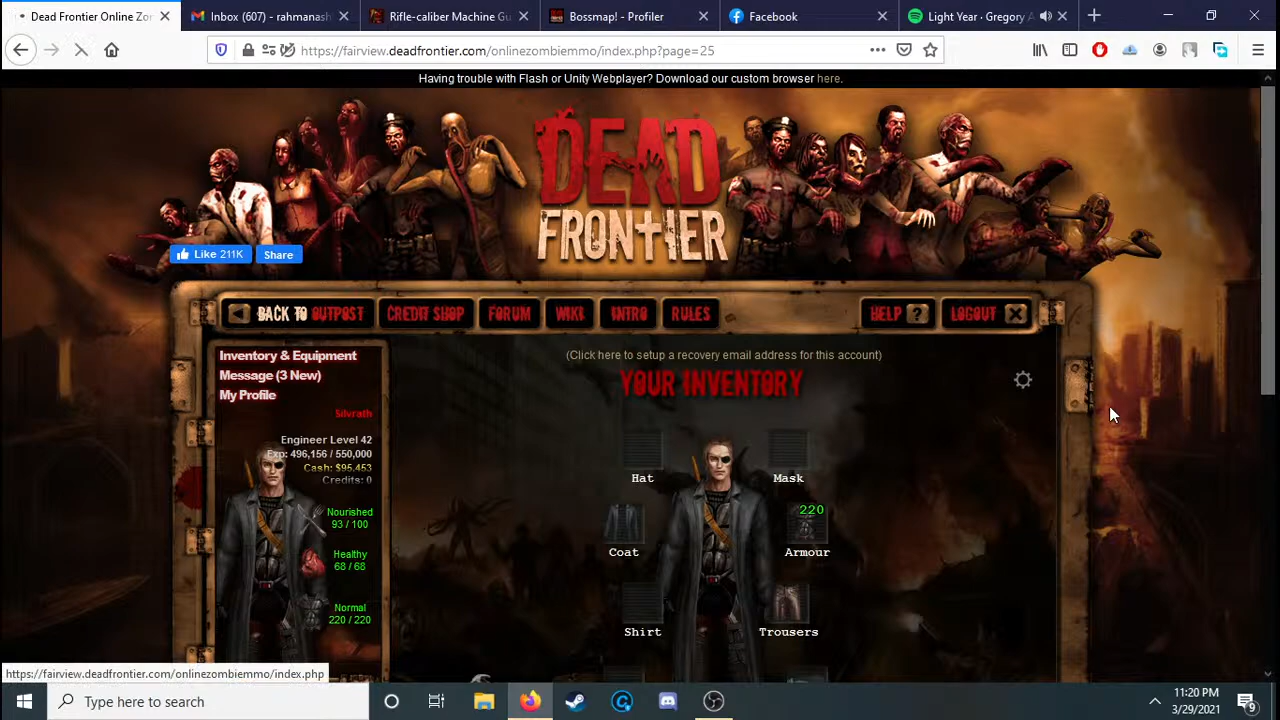 Dead Frontier Online Zor
Inbox (607) - rahmanash
Rifle-caliber Machine Gu
Bossmap! - Profiler
Facebook
Light Year · Gregory A
https://fairview.deadfrontier.com/onlinezombiemmo/index.php?page=25
Having trouble with Flash or Unity Webplayer? Download our custom browser here.
DEAD
FRONTIER
Like 211K
Share
BACK TO OUTPOST
CREDIT SHOP
FORUM
WIKI
INTRO
RULES
HELP ?
LOGOUT
Inventory & Equipment
Message (3 New)
My Profile
Silvrath
Engineer Level 42
Exp: 496,156 / 550,000
Cash: $95,453
Credits: 0
Nourished
93 / 100
Healthy
68 / 68
Normal
220 / 220
(Click here to setup a recovery email address for this account)
YOUR INVENTORY
Hat
Mask
Coat
220
Armour
Shirt
Trousers
https://fairview.deadfrontier.com/onlinezombiemmo/index.php
Type here to search
11:20 PM
3/29/2021
9